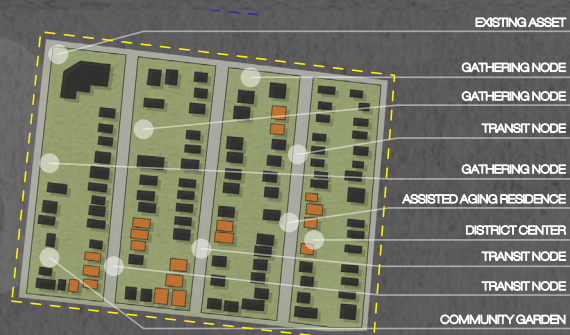 EXISTING ASSET
GATHERING NODE
GATHERING NODE
TRANSIT NODE
GATHERING NODE
ASSISTED AGING RESIDENCE
DISTRICT CENTER
TRANSIT NODE
TRANSIT NODE
COMMUNITY GARDEN